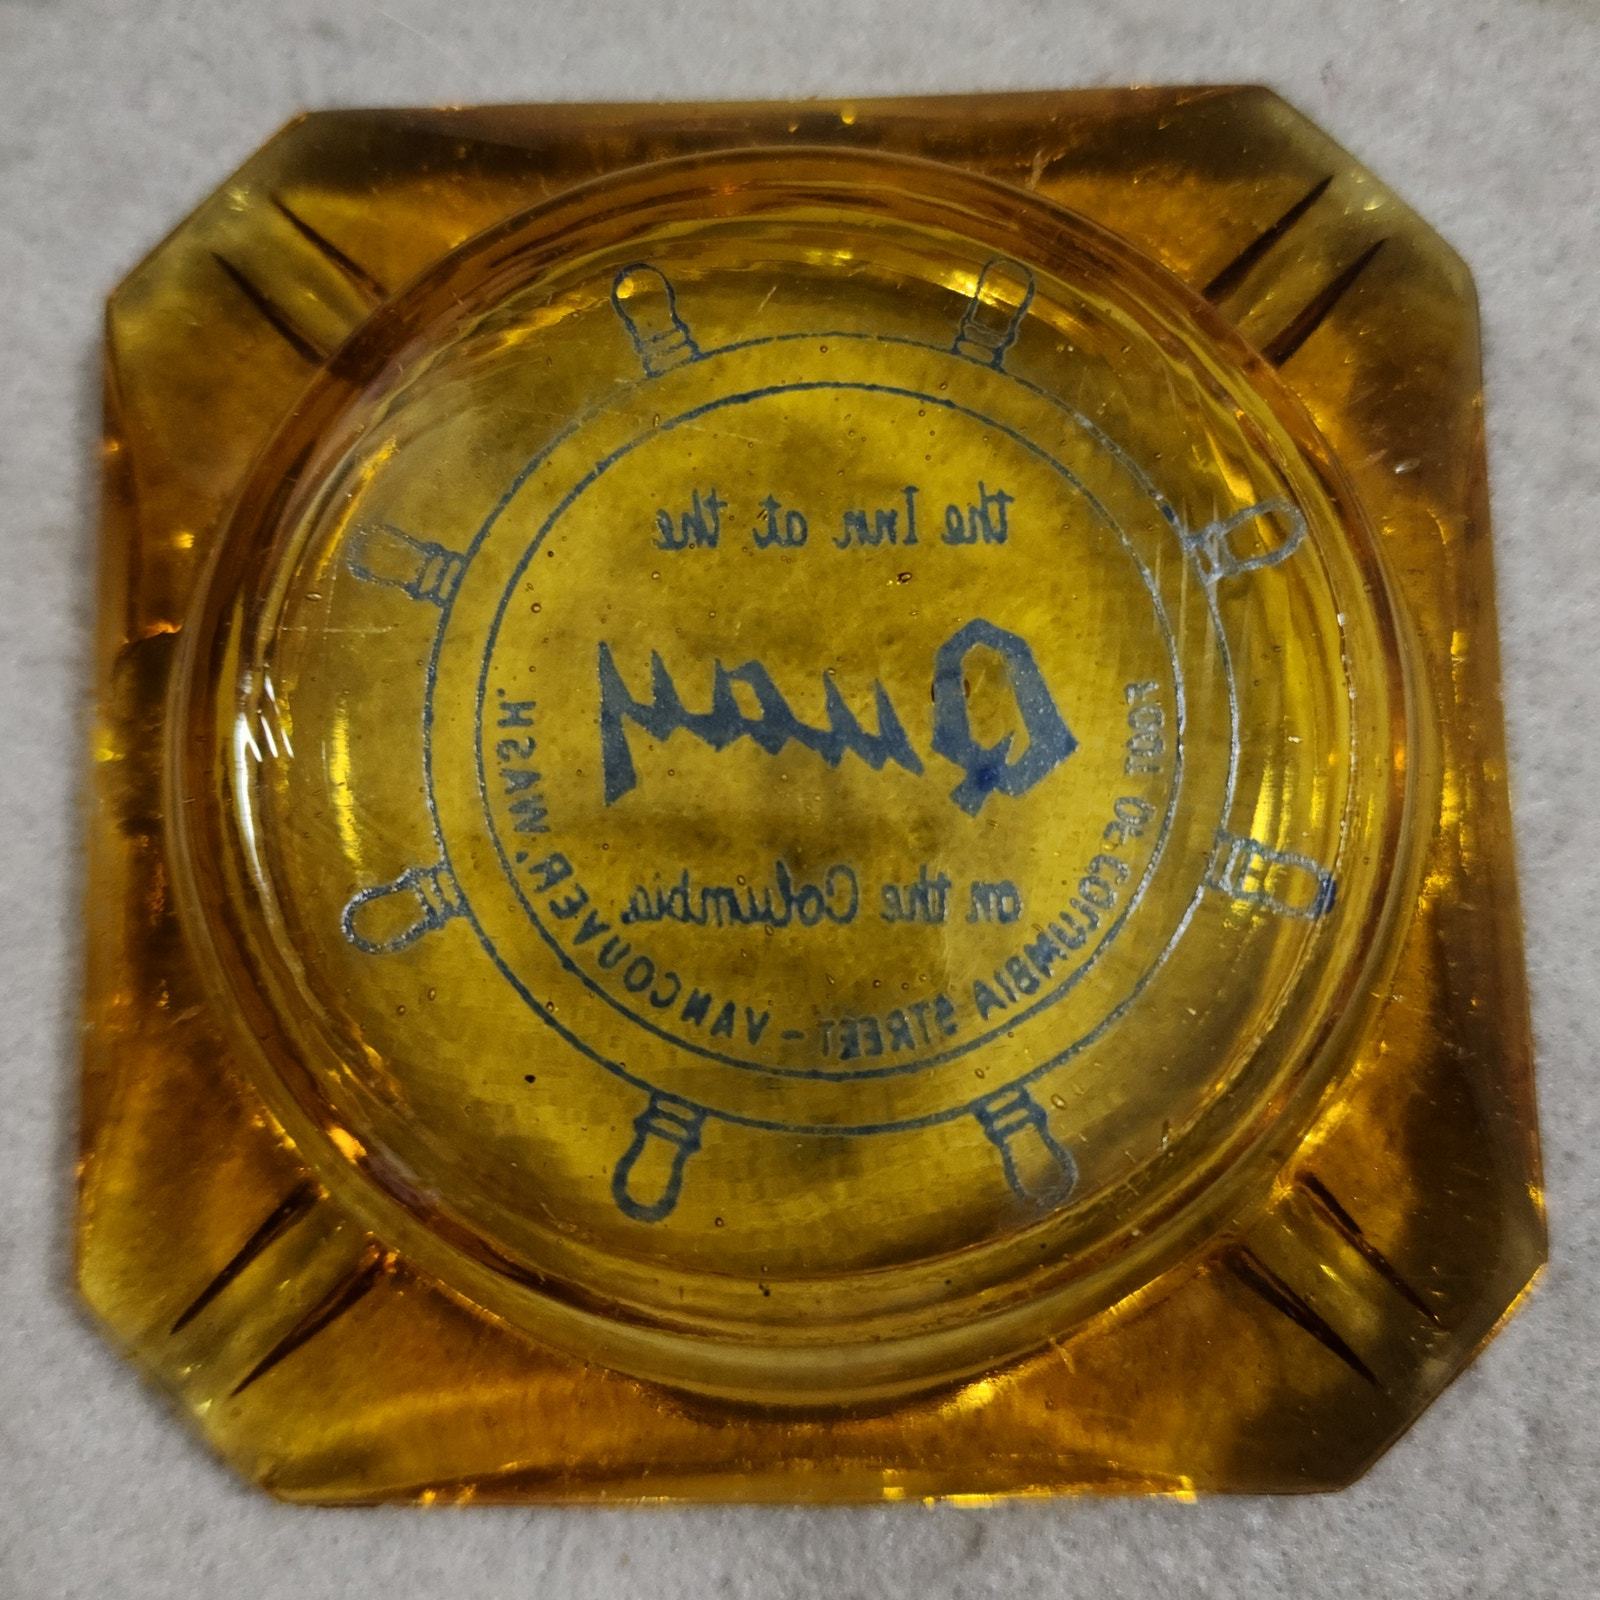 the Inn at the
Quay
on the Columbia
FOOT OF COLUMBIA STREET - VANCOUVER, WASH.